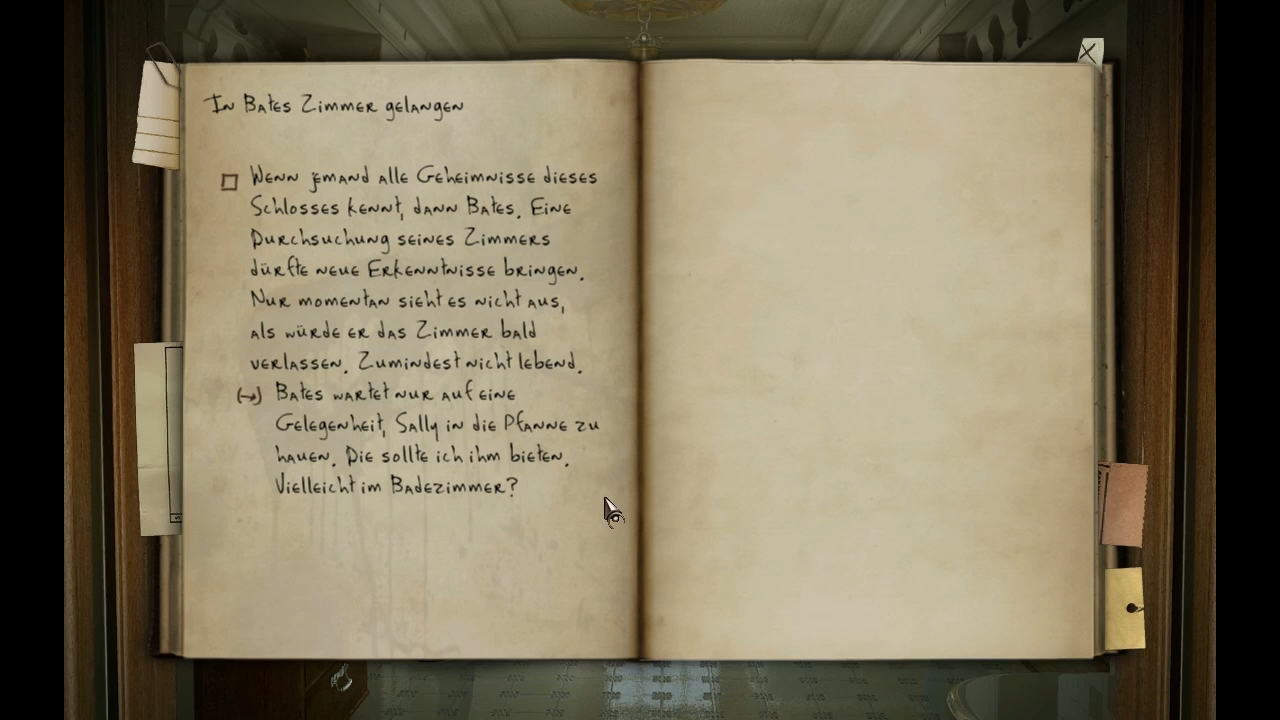 In Bates Zimmer gelangen
Wenn jemand alle Geheimnisse dieses
Schlosses kennt, dann Bates. Eine
Durchsuchung seines Zimmers
dürfte neue Erkenntnisse bringen.
Nur momentan sieht es nicht aus,
als würde er das Zimmer bald
verlassen. Zumindest nicht lebend.
(→) Bates wartet nur auf eine
Gelegenheit, Sally in die Pfanne zu
hauen. Die sollte ich ihm bieten.
Vielleicht im Badezimmer?